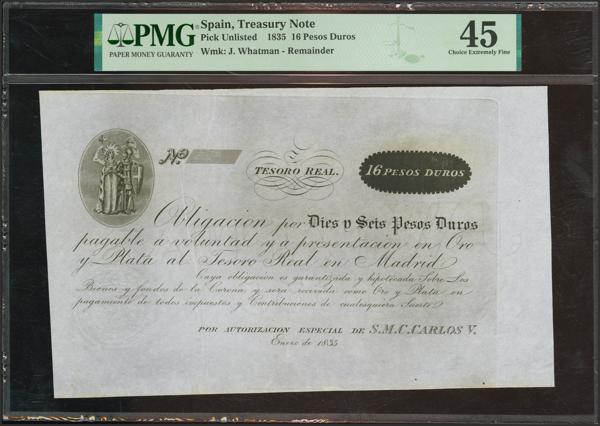 PMG
PAPER MONEY GUARANTY
Spain, Treasury Note
Pick Unlisted 1835 16 Pesos Duros
Wmk: J. Whatman - Remainder
45
Choice Extremely Fine
No.
TESORO REAL.
16 PESOS DUROS
Obligacion por Dies y Seis Pesos Duros
pagable á voluntad y a presentacion en Oro
y Plata al Tesoro Real en Madrid
Cuya obligacion es garantizada y hipotecada Sobre Los
Bienes y fondos de la Corona, y sera recevida como Oro y Plata en
pagamiento de todos impuestos y Contribuciones de cualesquiera Suerte
POR AUTORIZACION ESPECIAL DE S.M.C. CARLOS V.
Enero de 1835